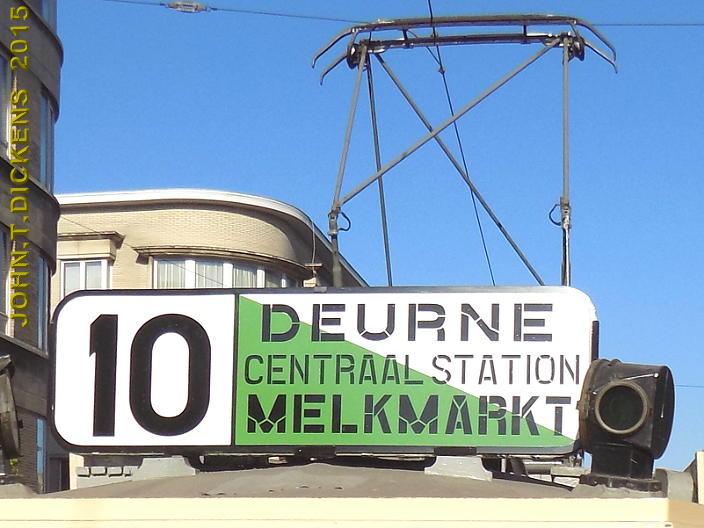 JOHN.T.DICKENS 2015
10
DEURNE
CENTRAAL STATION
MELKMARKT